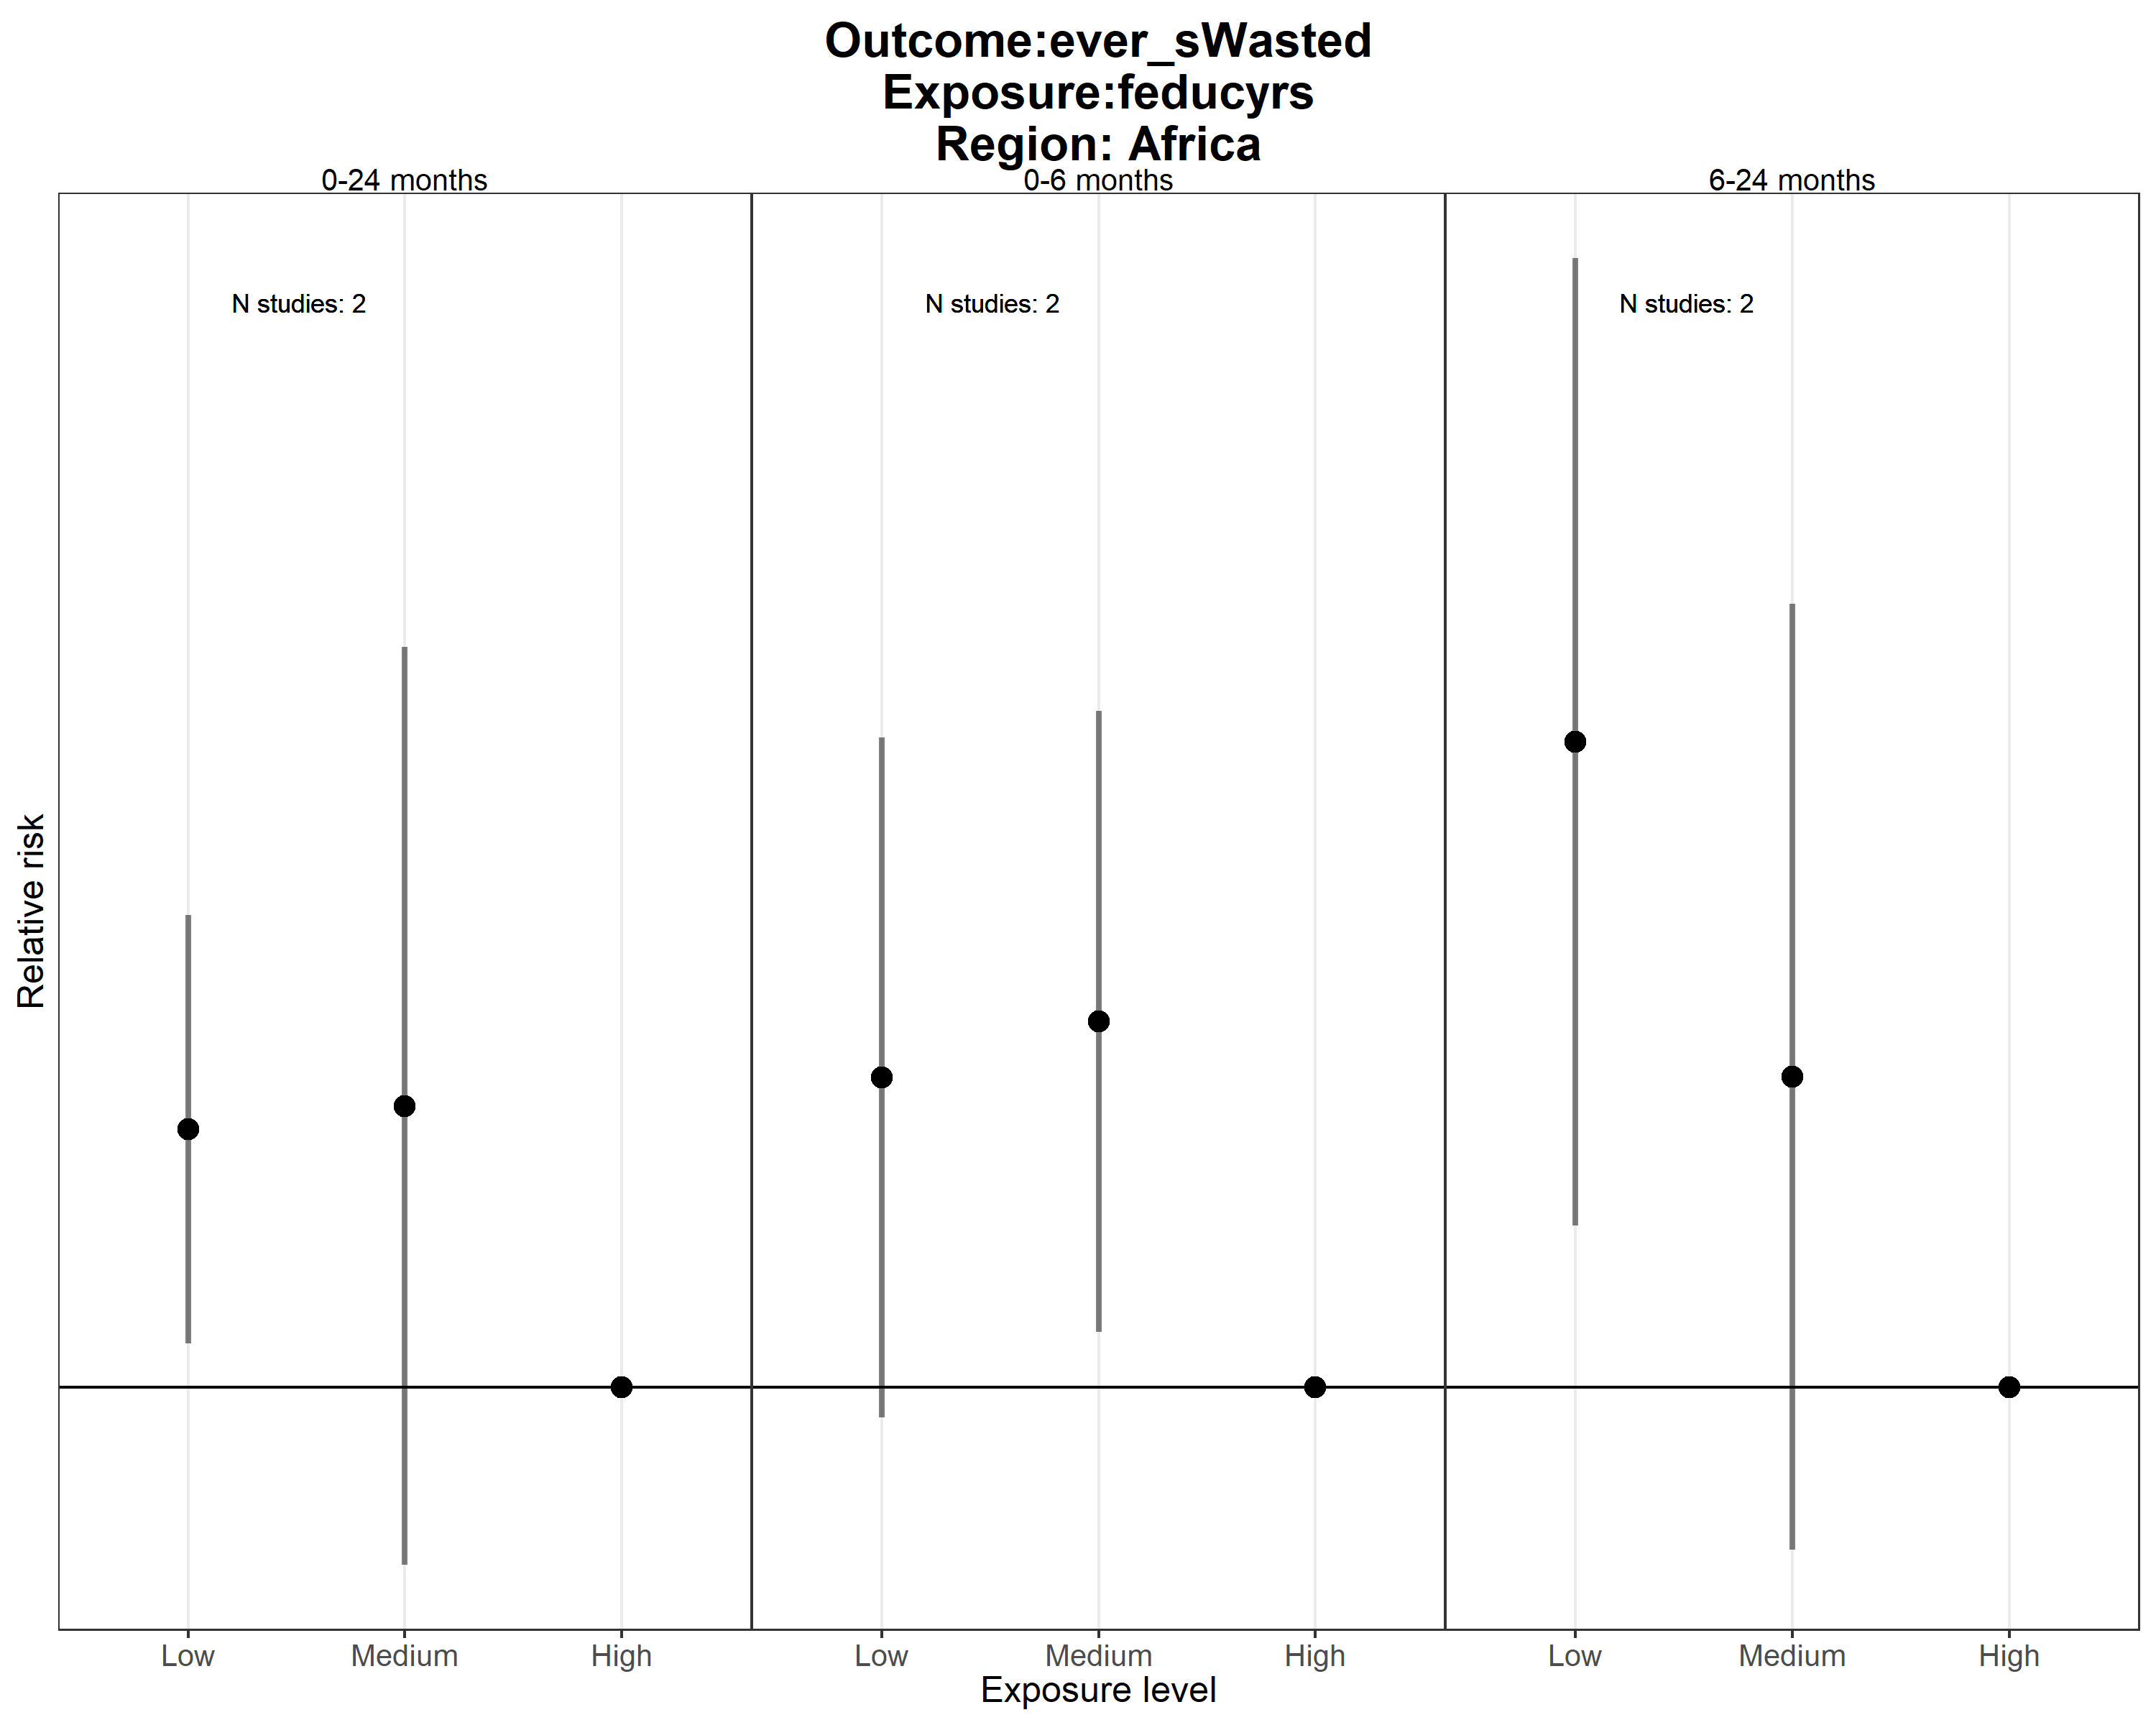 Outcome:ever_sWasted
Exposure:feducyrs
Region: Africa
0-24 months 0-6 months 6-24 months
N studies: 2 N studies: 2 N studies: 2
Relative risk
Low Medium High Low Medium High Low Medium High
Exposure level